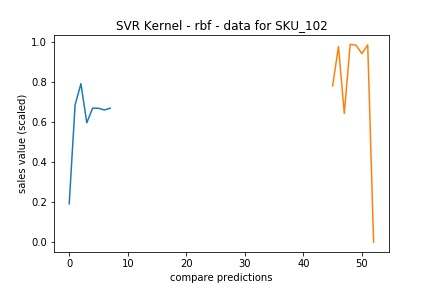 SVR Kernel - rbf - data for SKU_102
sales value (scaled)
1.0
0.8
0.6
0.4
0.2
0.0
0 10 20 30 40 50
compare predictions